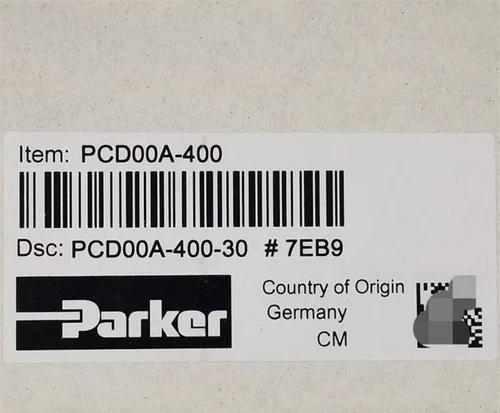 Item: PCD00A-400
Dsc: PCD00A-400-30 # 7EB9
Parker
Country of Origin
Germany
CM